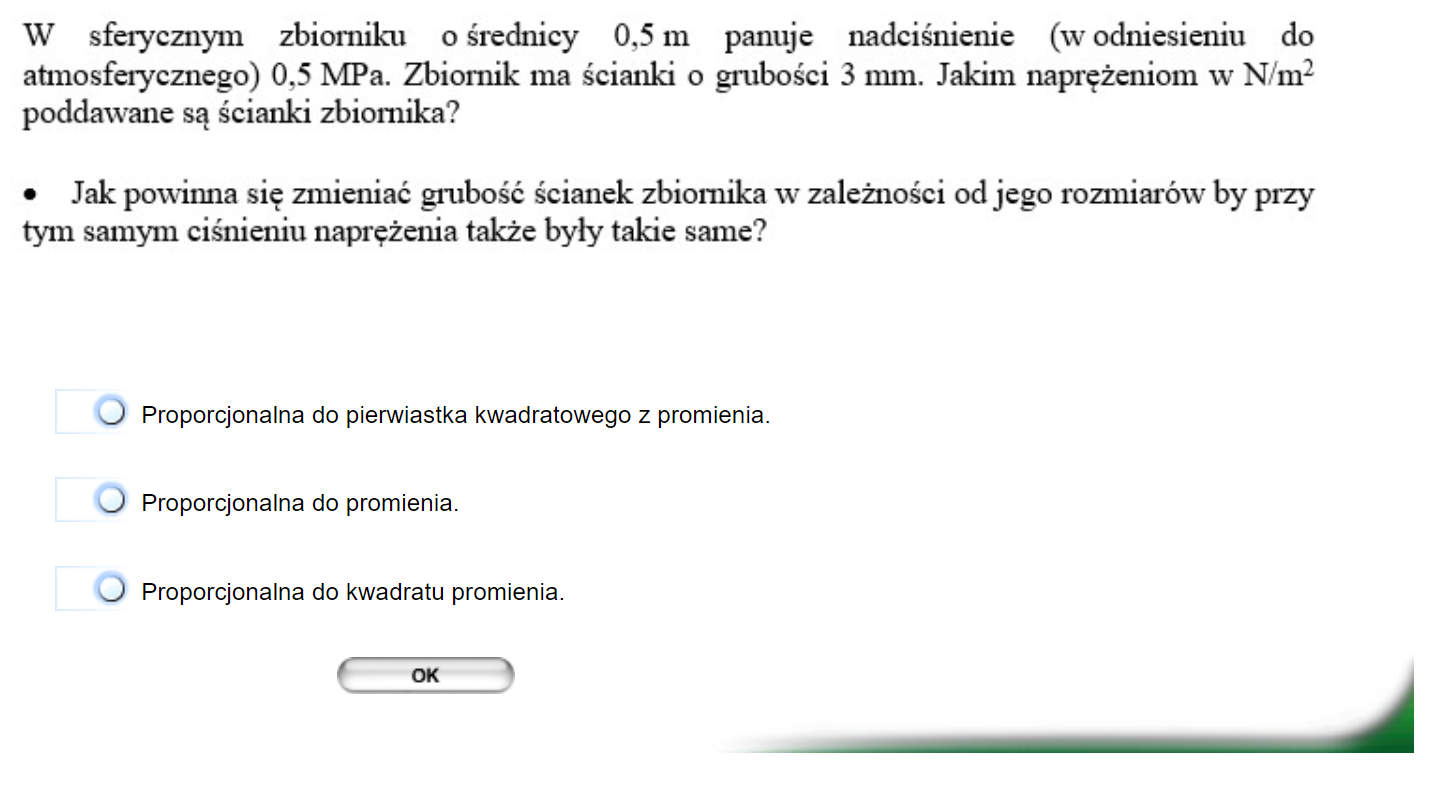 W sferycznym zbiorniku o średnicy 0,5 m panuje nadciśnienie (w odniesieniu do
atmosferycznego) 0,5 MPa. Zbiornik ma ścianki o grubości 3 mm. Jakim naprężeniom w N/m²
poddawane są ścianki zbiornika?
• Jak powinna się zmieniać grubość ścianek zbiornika w zależności od jego rozmiarów by przy
tym samym ciśnieniu naprężenia także były takie same?
Proporcjonalna do pierwiastka kwadratowego z promienia.
Proporcjonalna do promienia.
Proporcjonalna do kwadratu promienia.
OK